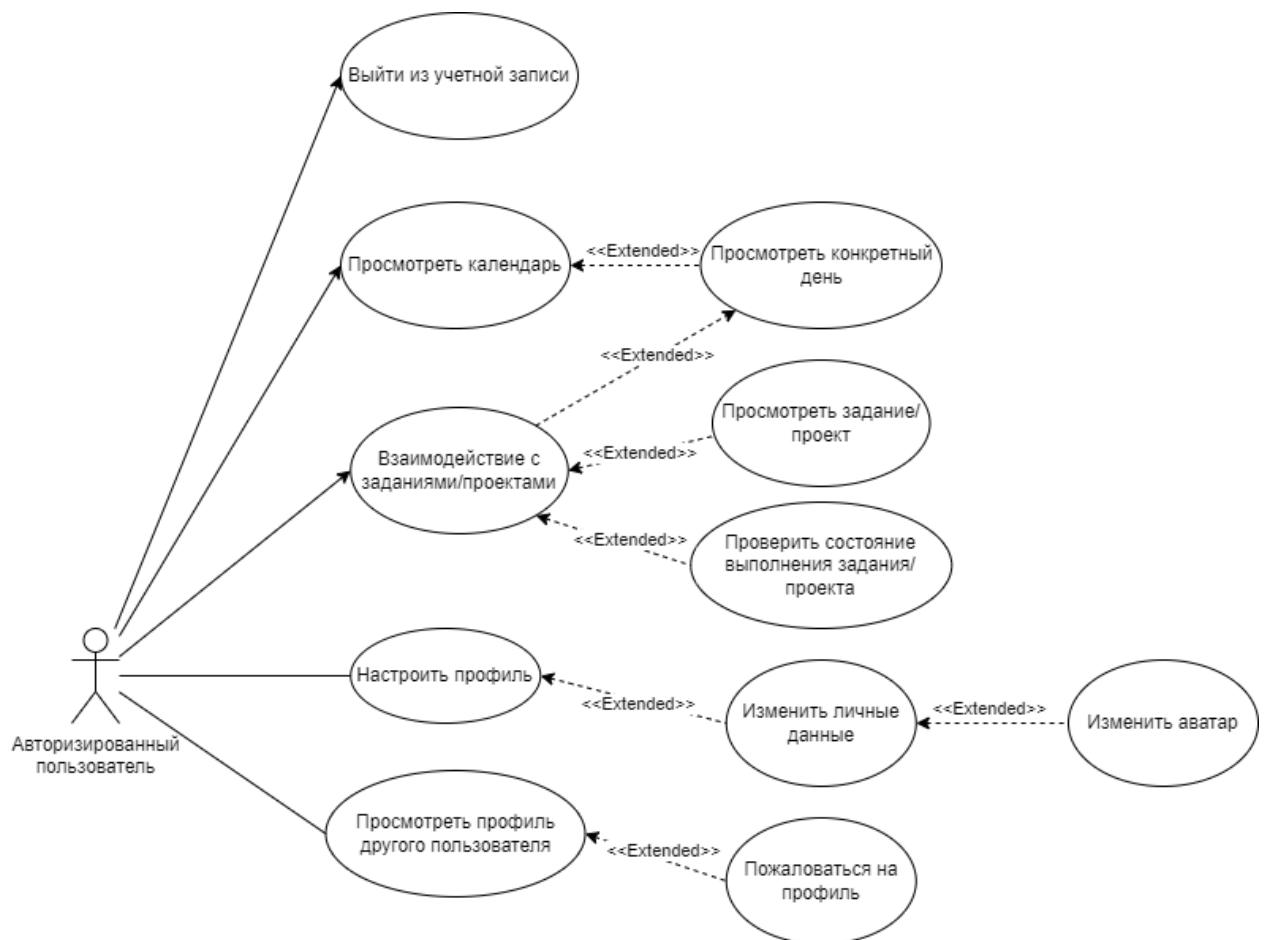 Выйти из учетной записи
Просмотреть календарь
<<Extended>>
Просмотреть конкретный
день
<<Extended>>
Взаимодействие с
заданиями/проектами
<<Extended>>
Просмотреть задание/
проект
<<Extended>>
Проверить состояние
выполнения задания/
проекта
Авторизированный
пользователь
Настроить профиль
<<Extended>>
Изменить личные
данные
<<Extended>>
Изменить аватар
Просмотреть профиль
другого пользователя
<<Extended>>
Пожаловаться на
профиль